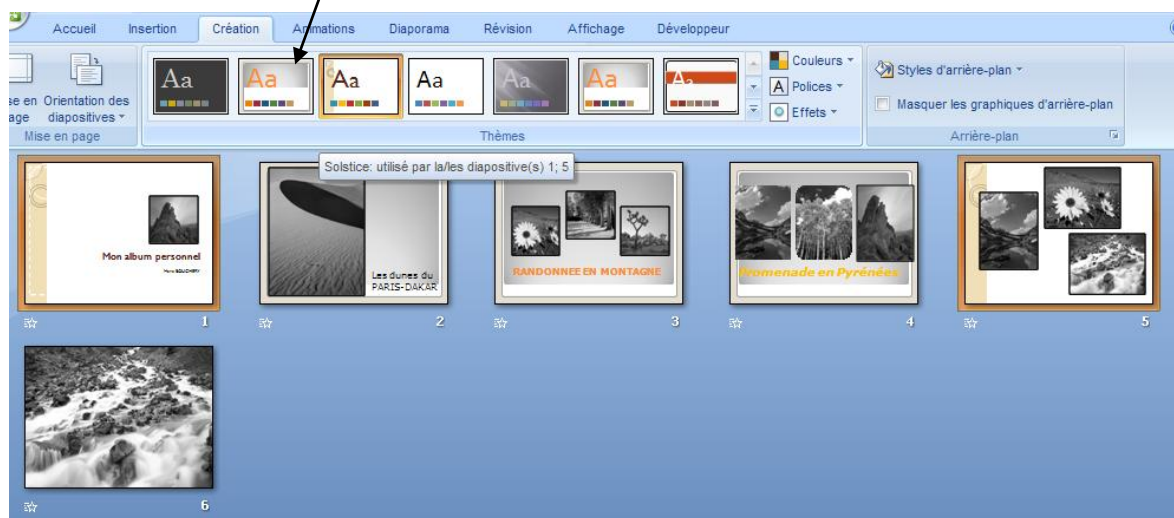 Accueil Insertion Création Animations Diaporama Révision Affichage Développeur
se en Orientation des
age diapositives
Mise en page
Aa Aa Aa Aa Aa Aa Aa
Thèmes
Couleurs
A Polices
Effets
Styles d'arrière-plan
Masquer les graphiques d'arrière-plan
Arrière-plan
Solstice: utilisé par la/les diapositive(s) 1; 5
Mon album personnel
1
Les dunes du
PARIS-DAKAR
2
RANDONNEE EN MONTAGNE
3
Promenade en Pyrénées
4
5
6